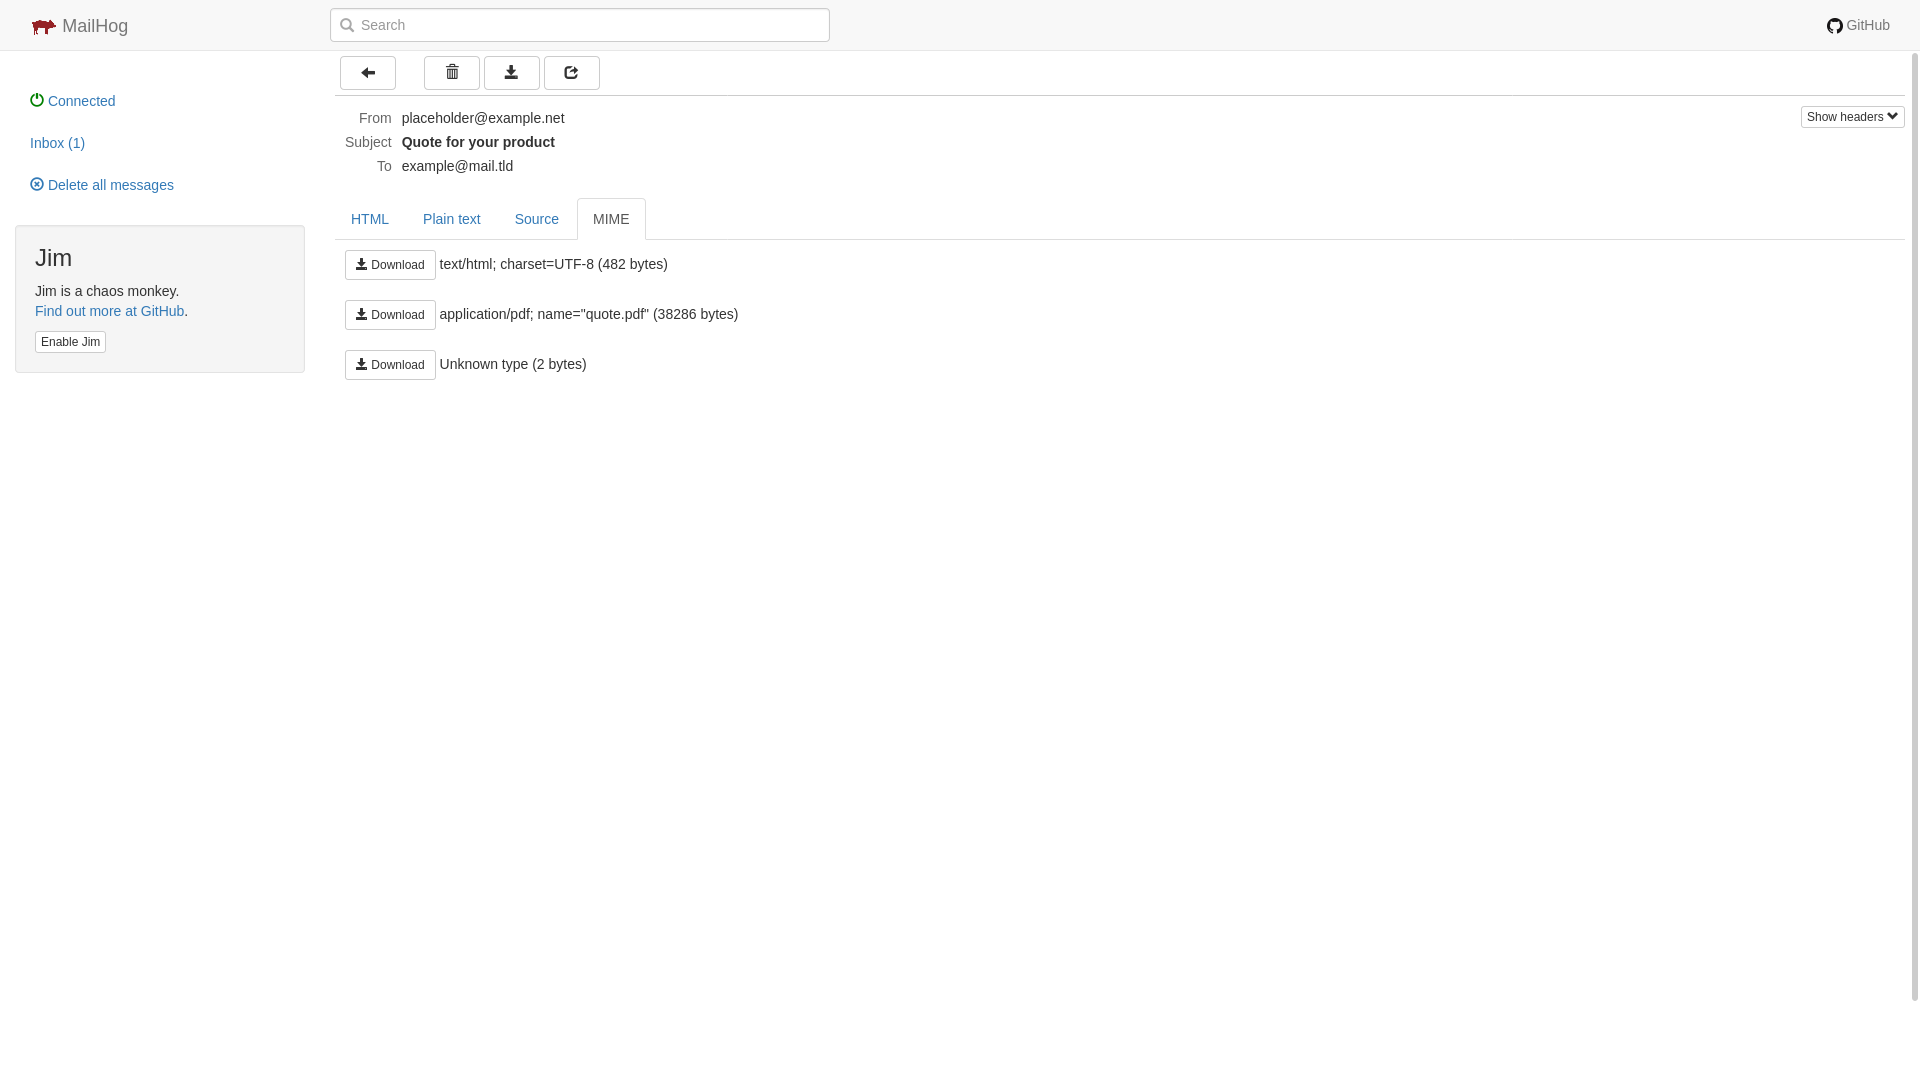 MailHog
Search
GitHub
Connected
Inbox (1)
Delete all messages
Jim
Jim is a chaos monkey.
Find out more at GitHub.
Enable Jim
From placeholder@example.net
Show headers
Subject Quote for your product
To example@mail.tld
HTML Plain text Source MIME
Download text/html; charset=UTF-8 (482 bytes)
Download application/pdf; name="quote.pdf" (38286 bytes)
Download Unknown type (2 bytes)